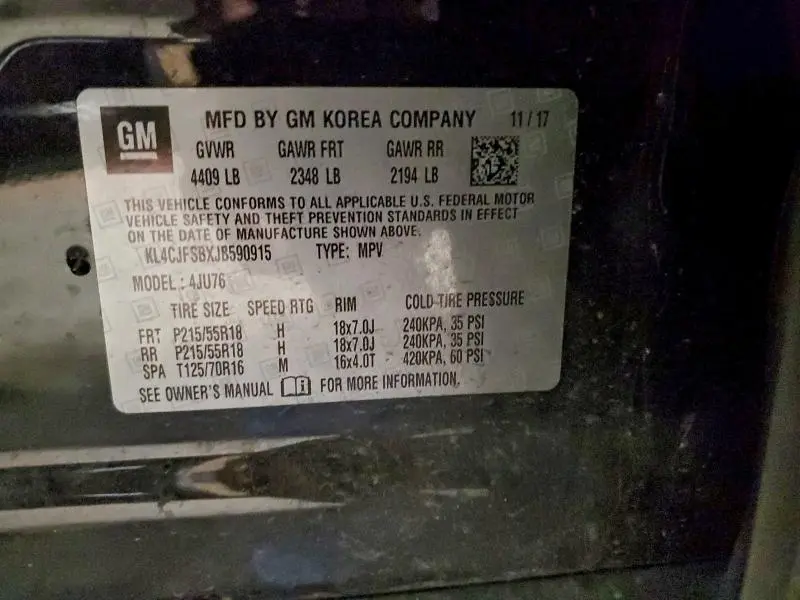 GM MFD BY GM KOREA COMPANY 11/17
GVWR GAWR FRT GAWR RR
4409 LB 2348 LB 2194 LB
THIS VEHICLE CONFORMS TO ALL APPLICABLE U.S. FEDERAL MOTOR
VEHICLE SAFETY AND THEFT PREVENTION STANDARDS IN EFFECT
ON THE DATE OF MANUFACTURE SHOWN ABOVE.
KL4CJFSBXJB590915 TYPE: MPV
MODEL: 4JU76
TIRE SIZE SPEED RTG RIM COLD TIRE PRESSURE
FRT P215/55R18 H 18x7.0J 240KPA, 35 PSI
RR P215/55R18 H 18x7.0J 240KPA, 35 PSI
SPA T125/70R16 M 16x4.0T 420KPA, 60 PSI
SEE OWNER'S MANUAL i FOR MORE INFORMATION.